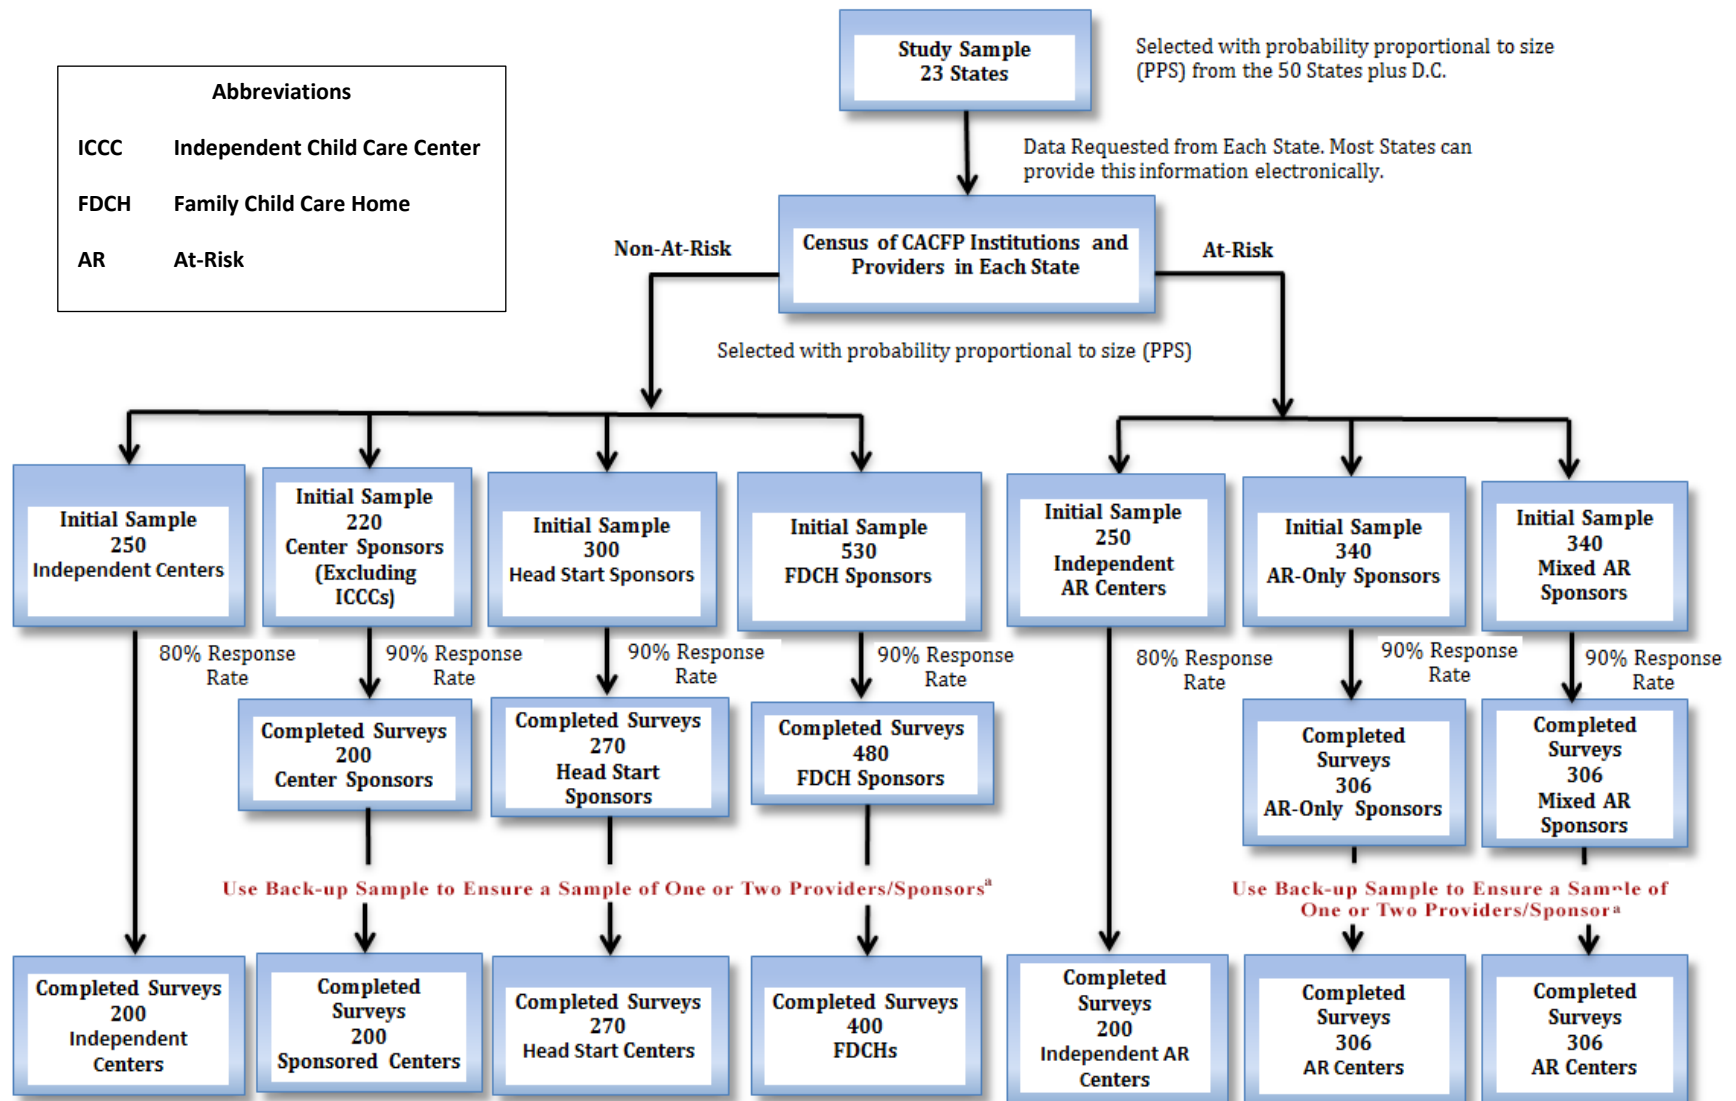 Study Sample
23 States
Selected with probability proportional to size
(PPS) from the 50 States plus D.C.
Abbreviations
ICCC Independent Child Care Center
FDCH Family Child Care Home
AR At-Risk
Data Requested from Each State. Most States can
provide this information electronically.
Non-At-Risk
Census of CACFP Institutions and
Providers in Each State
At-Risk
Selected with probability proportional to size (PPS)
Initial Sample
250
Independent Centers
Initial Sample
220
Center Sponsors
(Excluding
ICCCs)
Initial Sample
300
Head Start Sponsors
Initial Sample
530
FDCH Sponsors
Initial Sample
250
Independent
AR Centers
Initial Sample
340
AR-Only Sponsors
Initial Sample
340
Mixed AR
Sponsors
80% Response
Rate
90% Response
Rate
90% Response
Rate
90% Response
Rate
80% Response
Rate
90% Response
Rate
90% Response
Rate
Completed Surveys
200
Center Sponsors
Completed Surveys
270
Head Start
Sponsors
Completed Surveys
480
FDCH Sponsors
Completed
Surveys
306
AR-Only Sponsors
Completed
Surveys
306
Mixed AR
Sponsors
Use Back-up Sample to Ensure a Sample of One or Two Providers/Sponsorsª
Use Back-up Sample to Ensure a Sample of
One or Two Providers/Sponsorª
Completed Surveys
200
Independent
Centers
Completed
Surveys
200
Sponsored Centers
Completed Surveys
270
Head Start Centers
Completed Surveys
400
FDCHs
Completed
Surveys
200
Independent AR
Centers
Completed
Surveys
306
AR Centers
Completed
Surveys
306
AR Centers